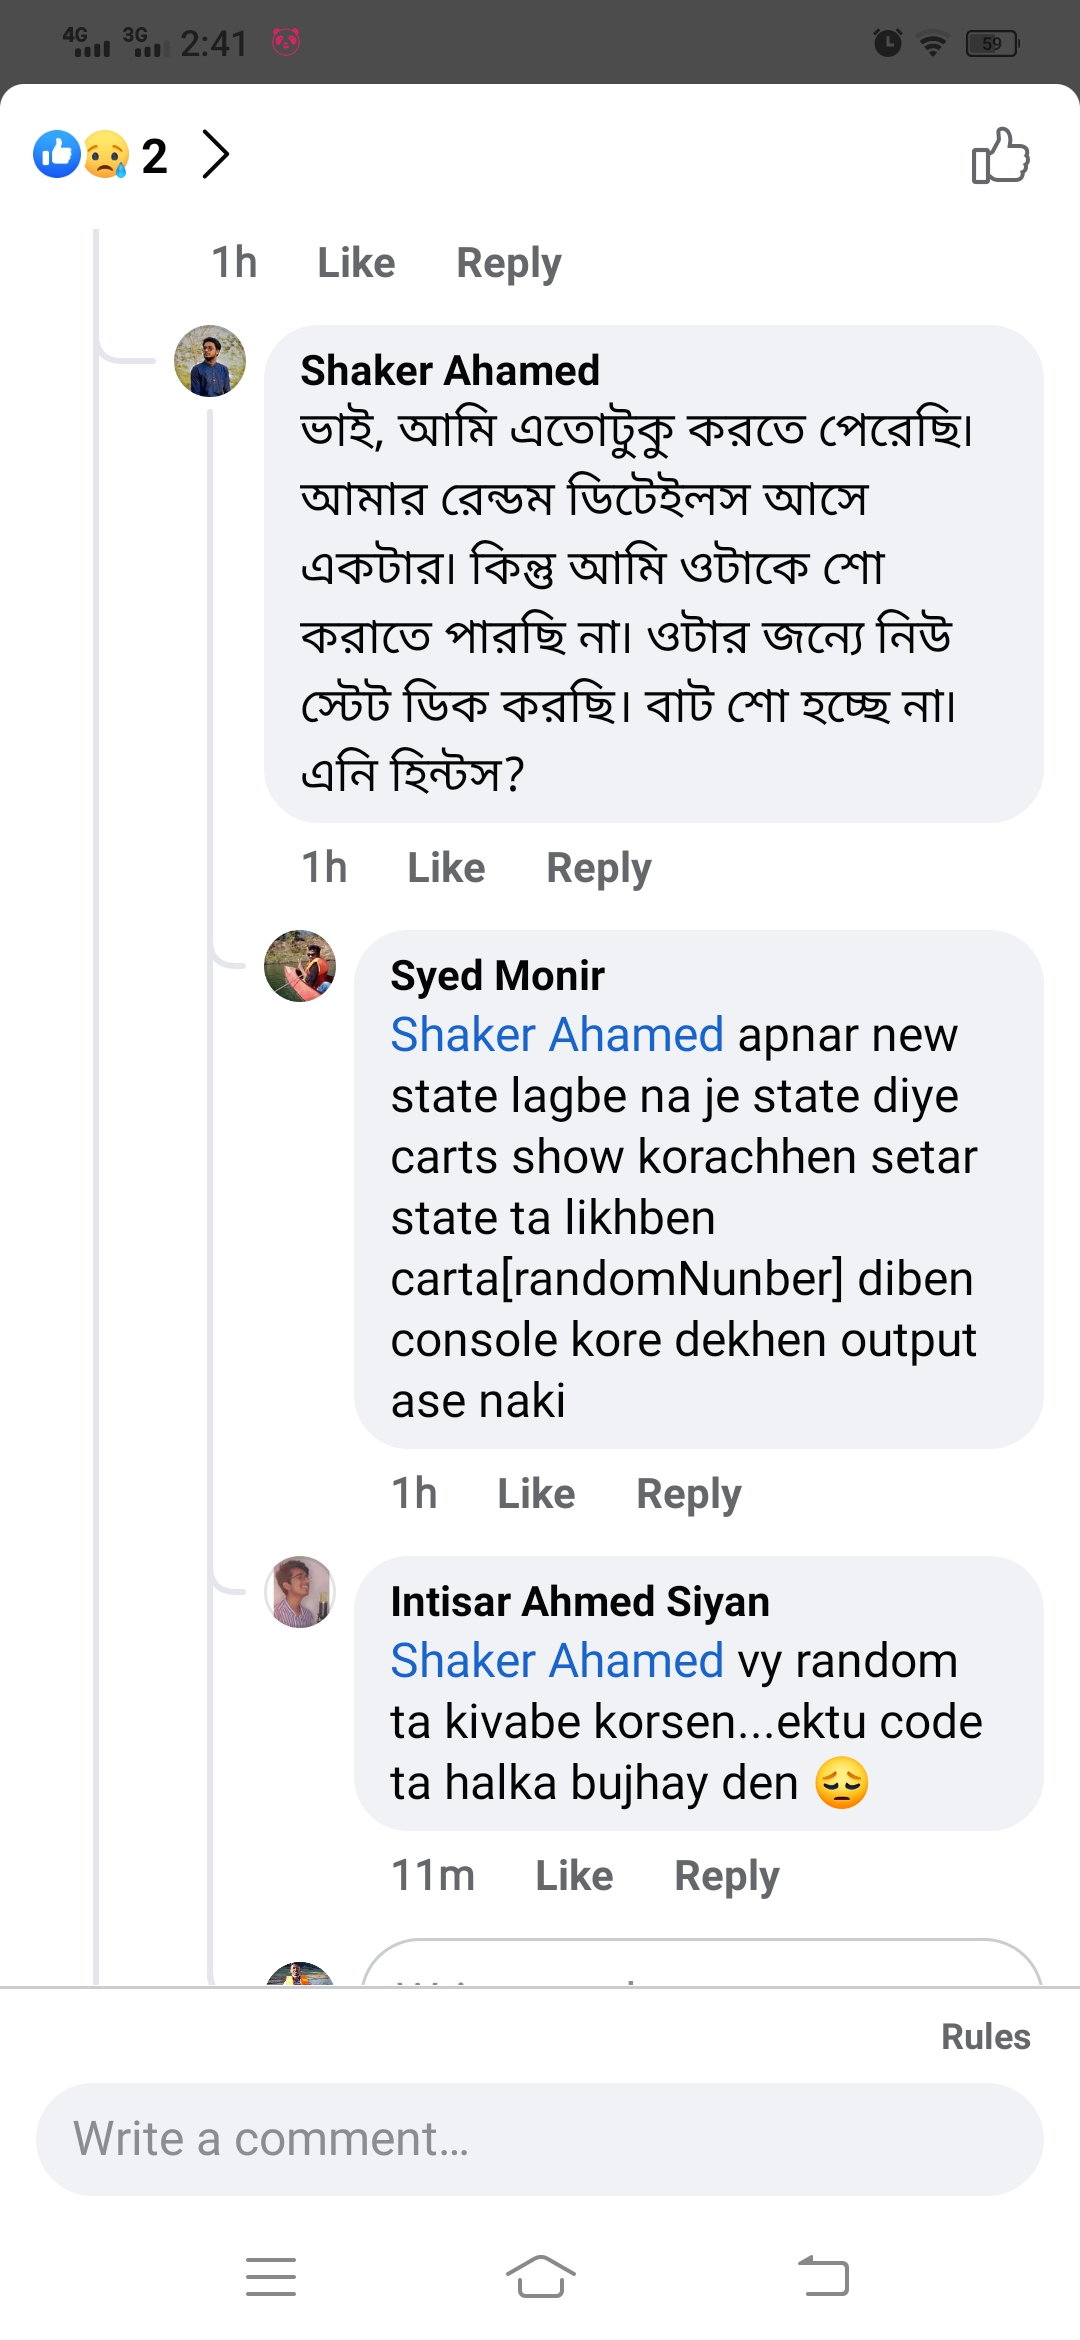 4G 3G 2:41 59
2
1h Like Reply
Shaker Ahamed
ভাই, আমি এতোটুকু করতে পেরেছি।
আমার রেন্ডম ডিটেইলস আসে
একটার। কিন্তু আমি ওটাকে শো
করাতে পারছি না। ওটার জন্যে নিউ
স্টেট ডিক করছি। বাট শো হচ্ছে না।
এনি হিন্টস?
1h Like Reply
Syed Monir
Shaker Ahamed apnar new
state lagbe na je state diye
carts show korachhen setar
state ta likhben
carta[randomNunber] diben
console kore dekhen output
ase naki
1h Like Reply
Intisar Ahmed Siyan
Shaker Ahamed vy random
ta kivabe korsen...ektu code
ta halka bujhay den 😔
11m Like Reply
Rules
Write a comment...